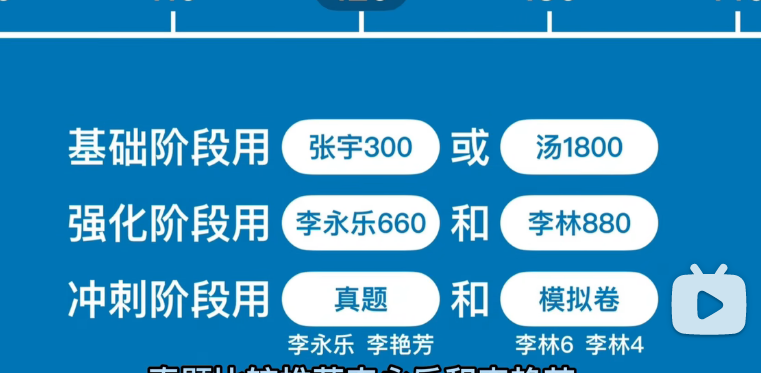 基础阶段用 张宇300 或 汤1800
强化阶段用 李永乐660 和 李林880
冲刺阶段用 真题 和 模拟卷
李永乐 李艳芳 李林6 李林4